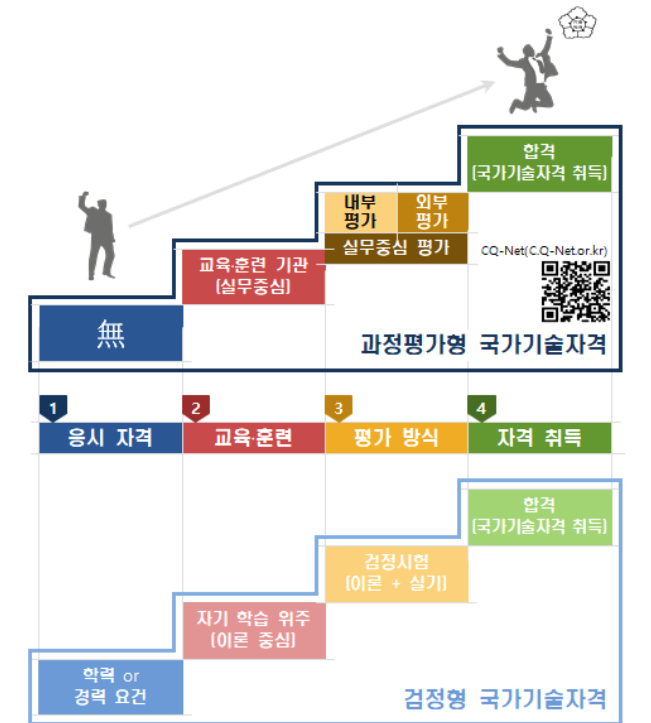 합격
(국가기술자격 취득)
내부
평가
외부
평가
실무중심 평가
CQ-Net(C.Q-Net.or.kr)
교육·훈련 기관
(실무중심)
無
과정평가형 국가기술자격
1
2
3
4
응시 자격
교육·훈련
평가 방식
자격 취득
합격
(국가기술자격 취득)
검정시험
(이론 + 실기)
자기 학습 위주
(이론 중심)
학력 or
경력 요건
검정형 국가기술자격